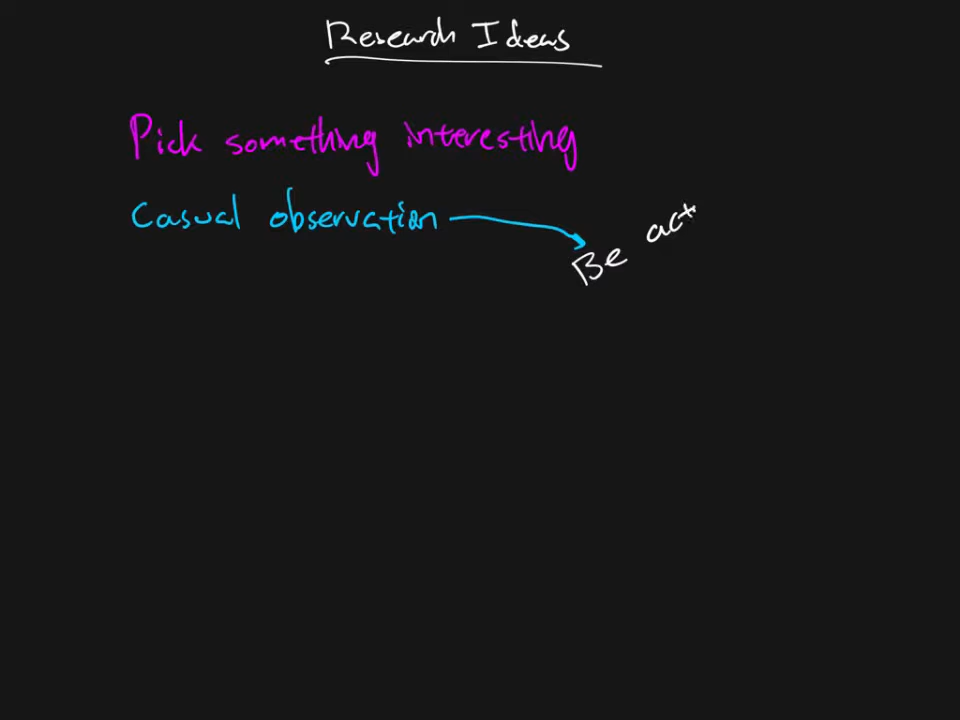 Research Ideas
Pick something interesting
Casual observation
Be act